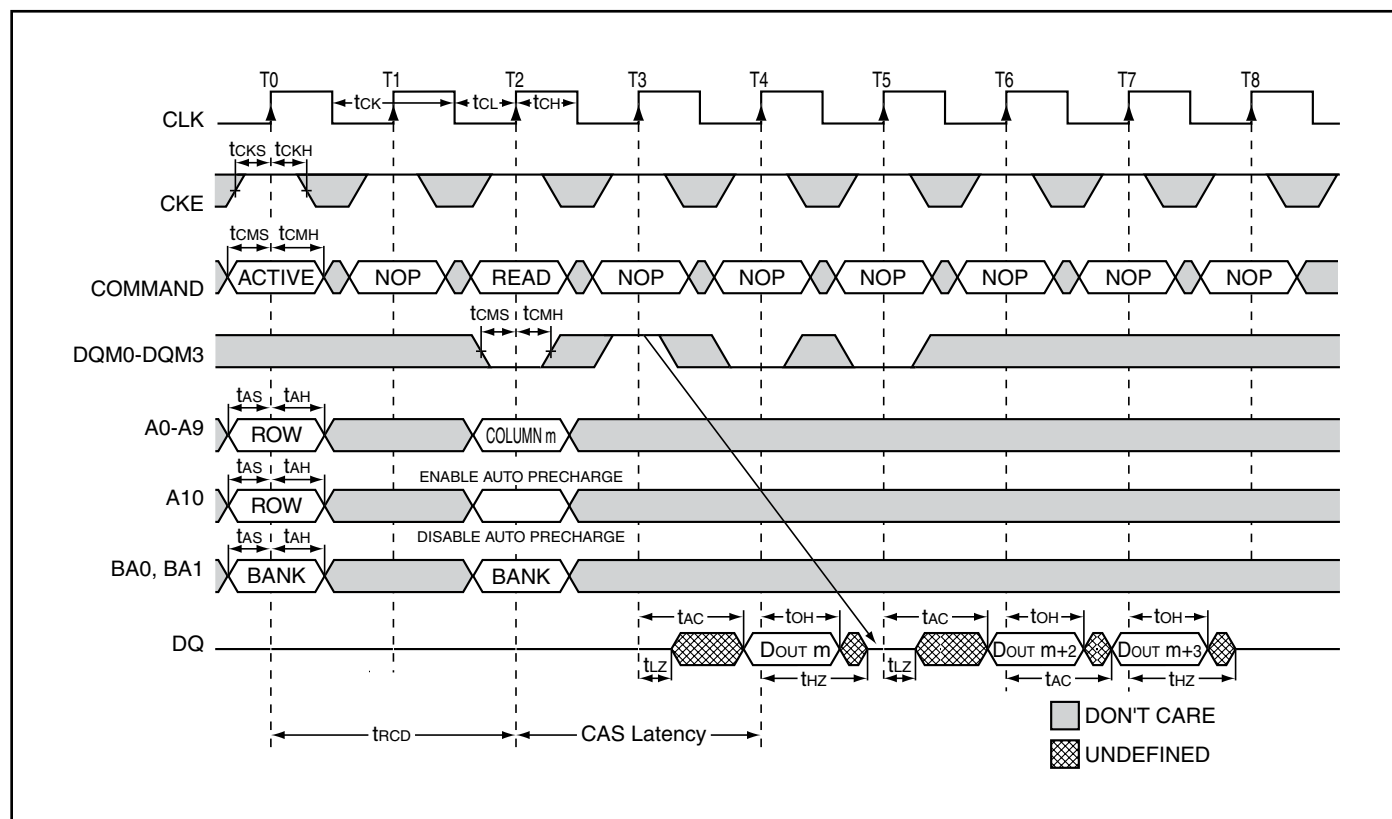 T0 T1 T2 T3 T4 T5 T6 T7 T8
tCK tCL tCH
CLK
tCKS tCKH
CKE
tCMS tCMH
COMMAND ACTIVE NOP READ NOP NOP NOP NOP NOP NOP
tCMS tCMH
DQM0-DQM3
tAS tAH
A0-A9 ROW COLUMN m
tAS tAH ENABLE AUTO PRECHARGE
A10 ROW
tAS tAH DISABLE AUTO PRECHARGE
BA0, BA1 BANK BANK
tAC tOH tAC tOH tOH
DQ DOUT m DOUT m+2 DOUT m+3
tLZ tHZ tLZ tAC tHZ
DON'T CARE
tRCD CAS Latency
UNDEFINED